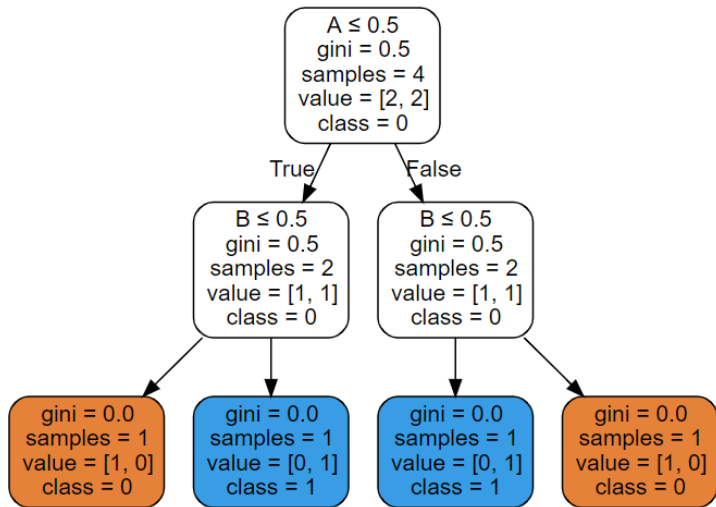 A ≤ 0.5
gini = 0.5
samples = 4
value = [2, 2]
class = 0
True
False
B ≤ 0.5
gini = 0.5
samples = 2
value = [1, 1]
class = 0
B ≤ 0.5
gini = 0.5
samples = 2
value = [1, 1]
class = 0
gini = 0.0
samples = 1
value = [1, 0]
class = 0
gini = 0.0
samples = 1
value = [0, 1]
class = 1
gini = 0.0
samples = 1
value = [0, 1]
class = 1
gini = 0.0
samples = 1
value = [1, 0]
class = 0